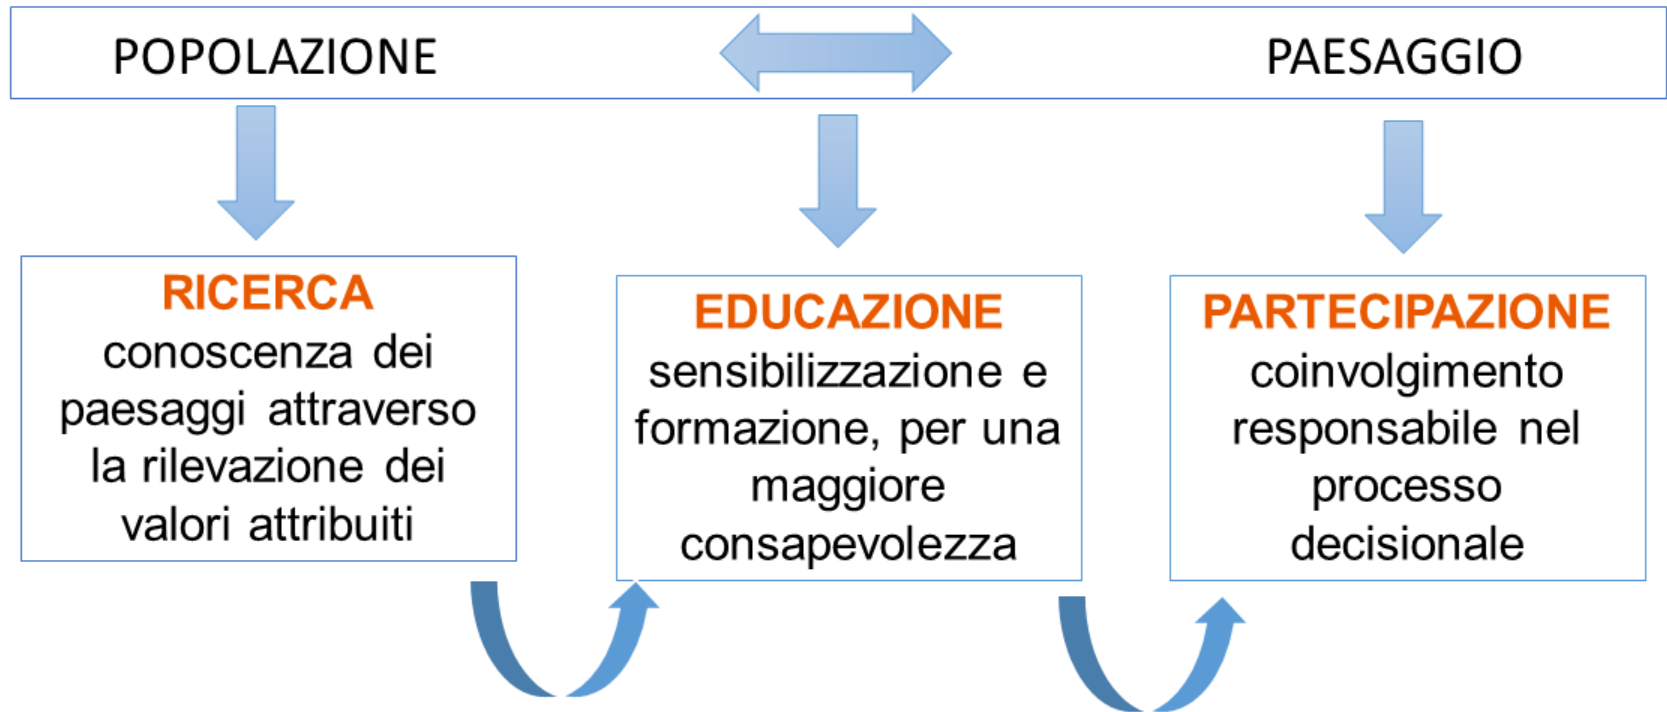 POPOLAZIONE
PAESAGGIO
RICERCA
conoscenza dei
paesaggi attraverso
la rilevazione dei
valori attribuiti
EDUCAZIONE
sensibilizzazione e
formazione, per una
maggiore
consapevolezza
PARTECIPAZIONE
coinvolgimento
responsabile nel
processo
decisionale